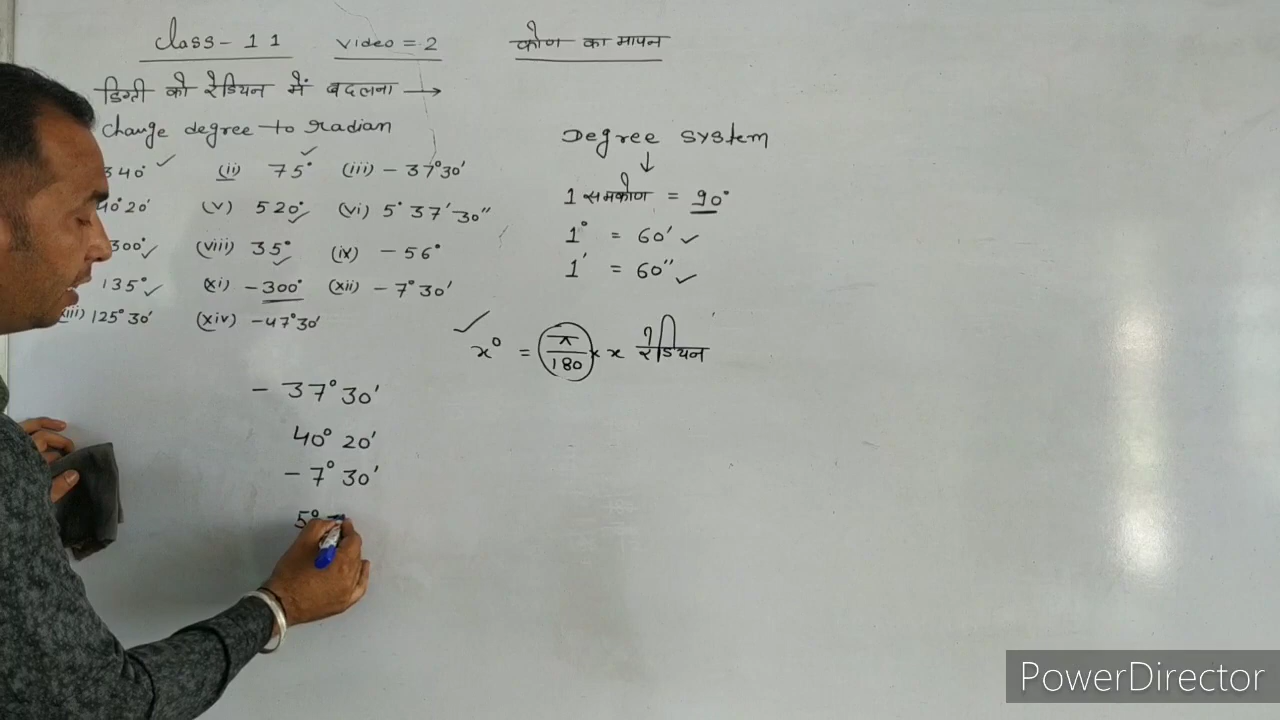 Class - 11 Video = 2 कोण का मापन
डिग्री को रेडियन में बदलना →
Change degree to radian
340° ✓ (ii) 75° ✓ (iii) - 37°30'
40°20' (v) 520° ✓ (vi) 5° 37' 30"
300° ✓ (viii) 35° ✓ (ix) - 56°
135° ✓ (xi) - 300° (xii) - 7° 30'
(xiii) 125° 30' (xiv) - 47°30'
Degree system
↓
1 समकोण = 90°
1° = 60' ✓
1' = 60" ✓
✓ x° = π/180 × x रेडियन
- 37° 30'
40° 20'
- 7° 30'
5°
PowerDirector